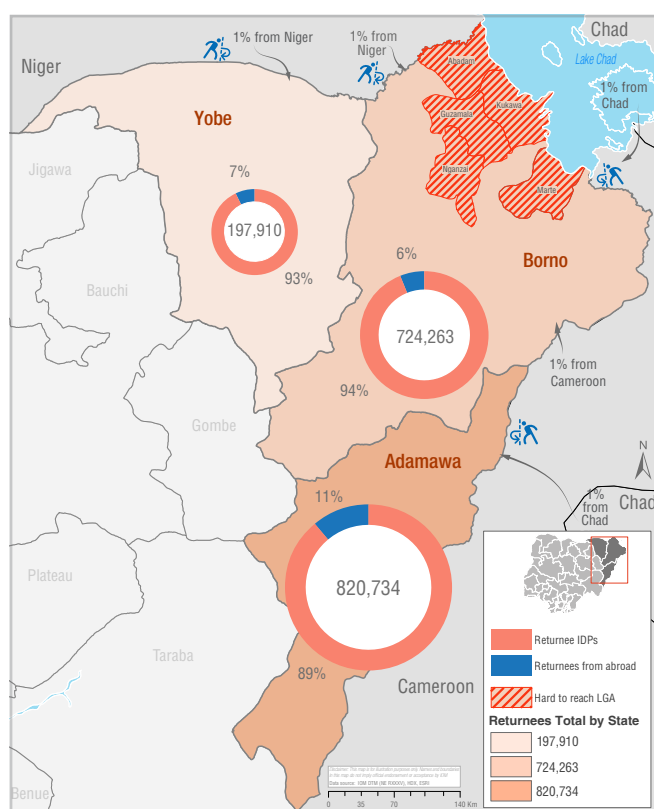 Niger
1% from Niger
1% from
Niger
Chad
Lake Chad
1% from
Chad
Abadam
Kukawa
Guzamala
Nganzai
Marte
Yobe
Jigawa
7%
197,910
93%
Borno
6%
724,263
94%
Bauchi
1% from
Cameroon
Gombe
Adamawa
11%
820,734
89%
1%
from
Chad
N
Chad
Plateau
Taraba
Cameroon
Benue
Returnee IDPs
Returnees from abroad
Hard to reach LGA
Returnees Total by State
197,910
724,263
820,734
0
35
70
140 Km